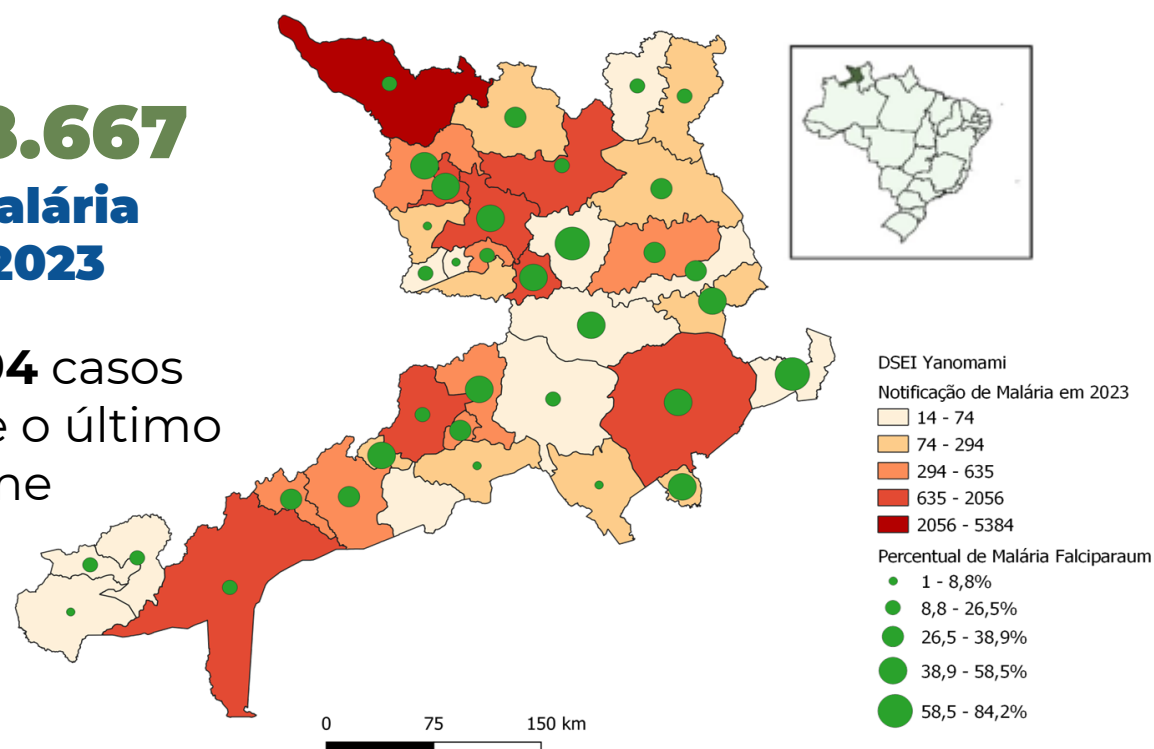 8.667
alária
2023
04 casos
e o último
me
DSEI Yanomami
Notificação de Malária em 2023
14 - 74
74 - 294
294 - 635
635 - 2056
2056 - 5384
Percentual de Malária Falciparaum
1 - 8,8%
8,8 - 26,5%
26,5 - 38,9%
38,9 - 58,5%
58,5 - 84,2%
0 75 150 km